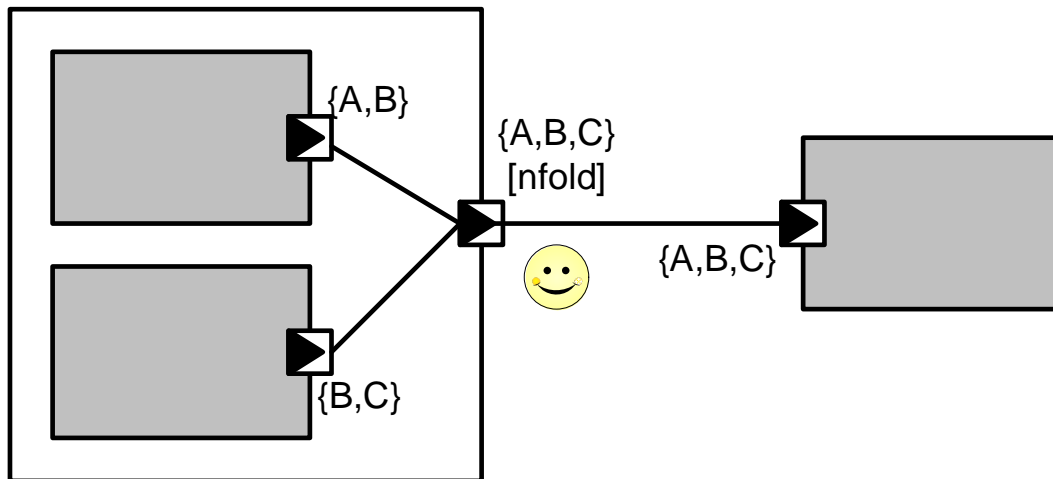 {A,B}
{A,B,C}
[nfold]
{A,B,C}
{B,C}